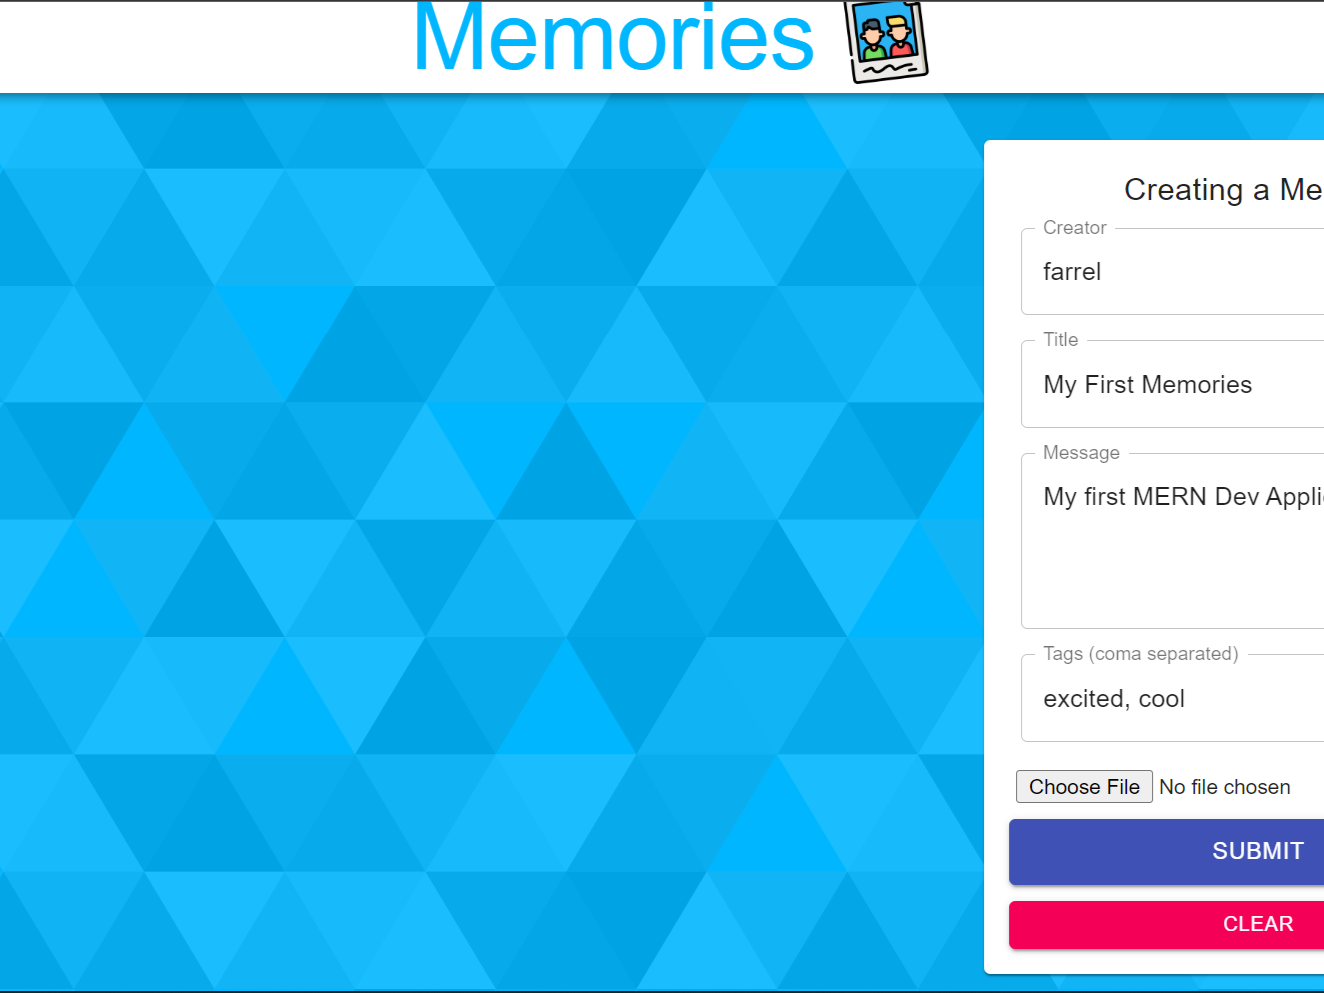 Memories
Creating a Me
Creator
farrel
Title
My First Memories
Message
My first MERN Dev Appli
Tags (coma separated)
excited, cool
Choose File No file chosen
SUBMIT
CLEAR